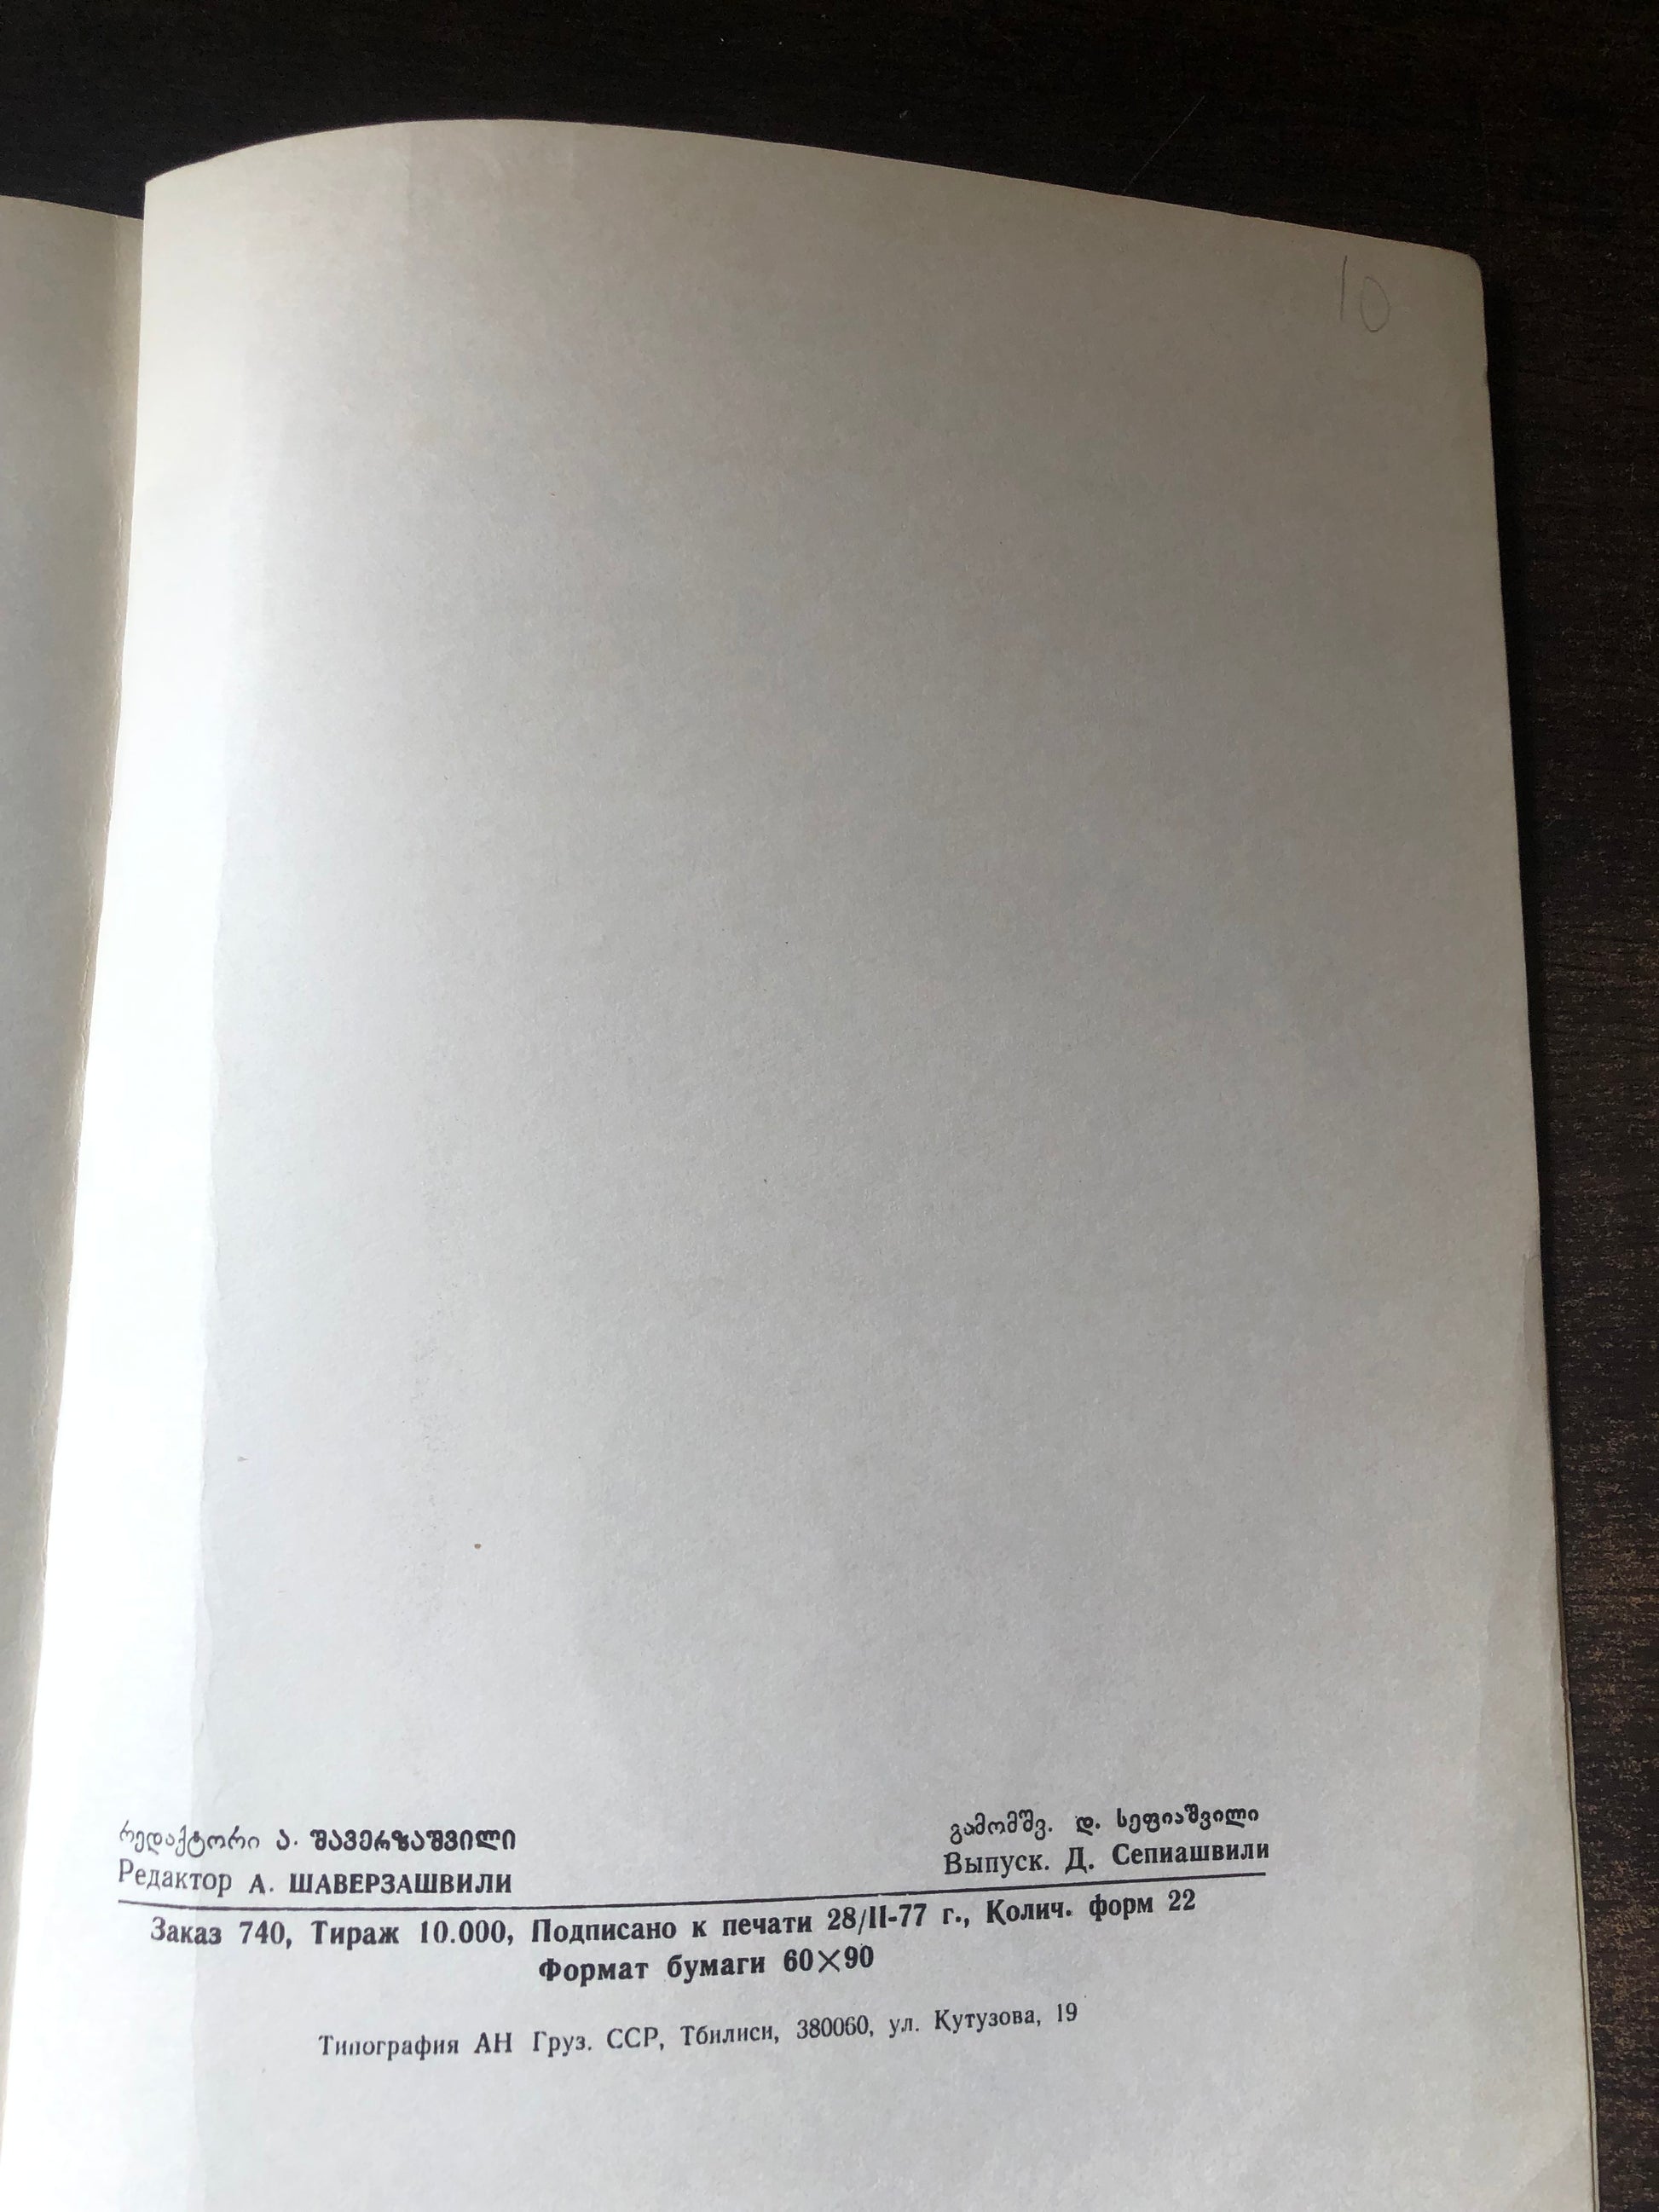 10
რედაქტორი ა. შავერზაშვილი
Редактор А. ШАВЕРЗАШВИЛИ
გამომშვ. დ. სეფიაშვილი
Выпуск. Д. Сепиашвили
Заказ 740, Тираж 10.000, Подписано к печати 28/II-77 г., Колич. форм 22
Формат бумаги 60×90
Типография АН Груз. ССР, Тбилиси, 380060, ул. Кутузова, 19